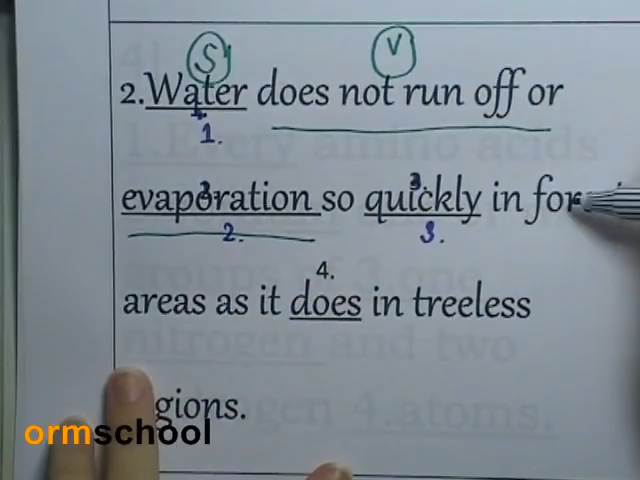 S V
2.Water does not run off or
1.
evaporation so quickly in for
2. 3.
4.
areas as it does in treeless
gions.
ormschool